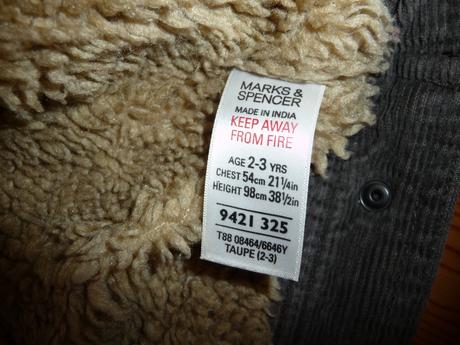 MARKS &
SPENCER
MADE IN INDIA
KEEP AWAY
FROM FIRE
AGE 2-3 YRS
CHEST 54cm 21¼in
HEIGHT 98cm 38½in
9421 325
T88 08464/6646Y
TAUPE (2-3)